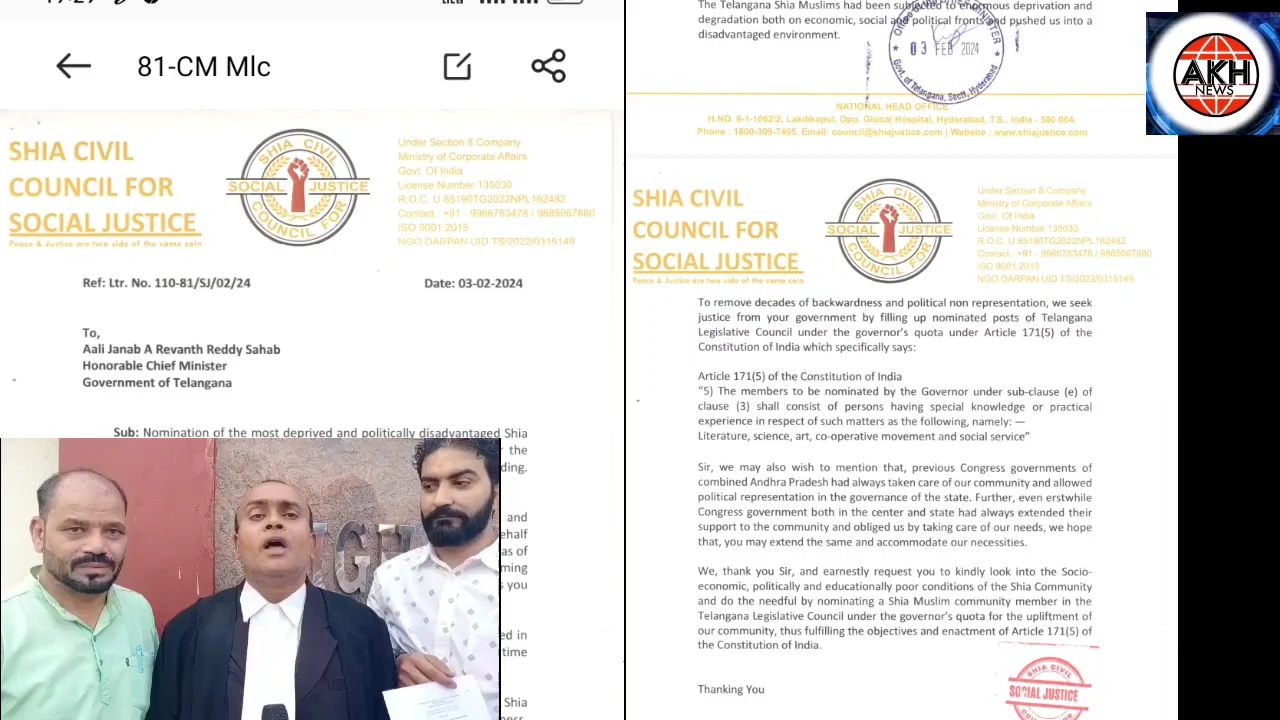 81-CM Mlc
SHIA CIVIL
COUNCIL FOR
SOCIAL JUSTICE
Peace & Justice are two side of the same coin
SHIA CIVIL
SOCIAL JUSTICE
COUNCIL FOR
Under Section 8 Company
Ministry of Corporate Affairs
Govt. Of India
License Number 135030
R.O.C. U 85190TG2022NPL162482
Contact : +91 - 9966783478 / 9885067880
ISO 9001:2015
NGO DARPAN UID TS/2022/0315149
Ref: Ltr. No. 110-81/SJ/02/24
Date: 03-02-2024
To,
Aali Janab A Revanth Reddy Sahab
Honorable Chief Minister
Government of Telangana
Sub: Nomination of the most deprived and politically disadvantaged Shia
the
ding.
and
ehalf
as of
ming
you
ed in
time
Shia
The Telangana Shia Muslims had been subjected to enormous deprivation and
degradation both on economic, social and political fronts and pushed us into a
disadvantaged environment.
03 FEB 2024
Govt. of Telangana, Sectt, Hyderabad
NATIONAL HEAD OFFICE
H.NO. 6-1-1062/2, Lakdikapul, Opp. Global Hospital, Hyderabad, T.S., India - 500 004.
Phone : 1800-309-7405, Email: council@shiajustice.com | Website : www.shiajustice.com
SHIA CIVIL
COUNCIL FOR
SOCIAL JUSTICE
Peace & Justice are two side of the same coin
SHIA CIVIL
SOCIAL JUSTICE
COUNCIL FOR
Under Section 8 Company
Ministry of Corporate Affairs
Govt. Of India
License Number 135030
R.O.C. U 85190TG2022NPL162482
Contact : +91 - 9966783478 / 9885067880
ISO 9001:2015
NGO DARPAN UID TS/2022/0315149
To remove decades of backwardness and political non representation, we seek
justice from your government by filling up nominated posts of Telangana
Legislative Council under the governor's quota under Article 171(5) of the
Constitution of India which specifically says:
Article 171(5) of the Constitution of India
"5) The members to be nominated by the Governor under sub-clause (e) of
clause (3) shall consist of persons having special knowledge or practical
experience in respect of such matters as the following, namely: —
Literature, science, art, co-operative movement and social service"
Sir, we may also wish to mention that, previous Congress governments of
combined Andhra Pradesh had always taken care of our community and allowed
political representation in the governance of the state. Further, even erstwhile
Congress government both in the center and state had always extended their
support to the community and obliged us by taking care of our needs, we hope
that, you may extend the same and accommodate our necessities.
We, thank you Sir, and earnestly request you to kindly look into the Socio-
economic, politically and educationally poor conditions of the Shia Community
and do the needful by nominating a Shia Muslim community member in the
Telangana Legislative Council under the governor's quota for the upliftment of
our community, thus fulfilling the objectives and enactment of Article 171(5) of
the Constitution of India.
Thanking You
SHIA CIVIL
SOCIAL JUSTICE
AKH
NEWS